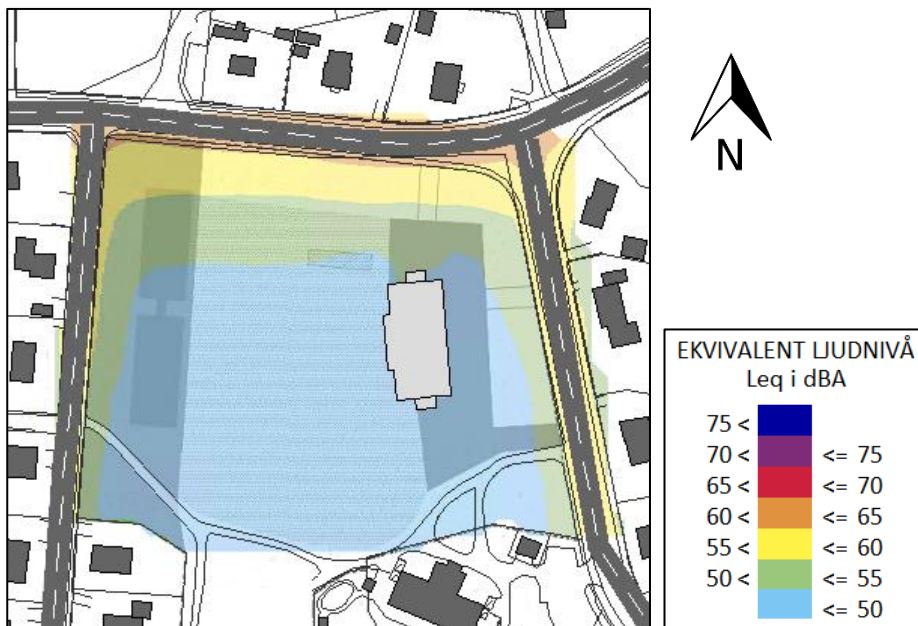 N
EKVIVALENT LJUDNIVÅ
Leq i dBA
75 <
70 < <= 75
65 < <= 70
60 < <= 65
55 < <= 60
50 < <= 55
<= 50